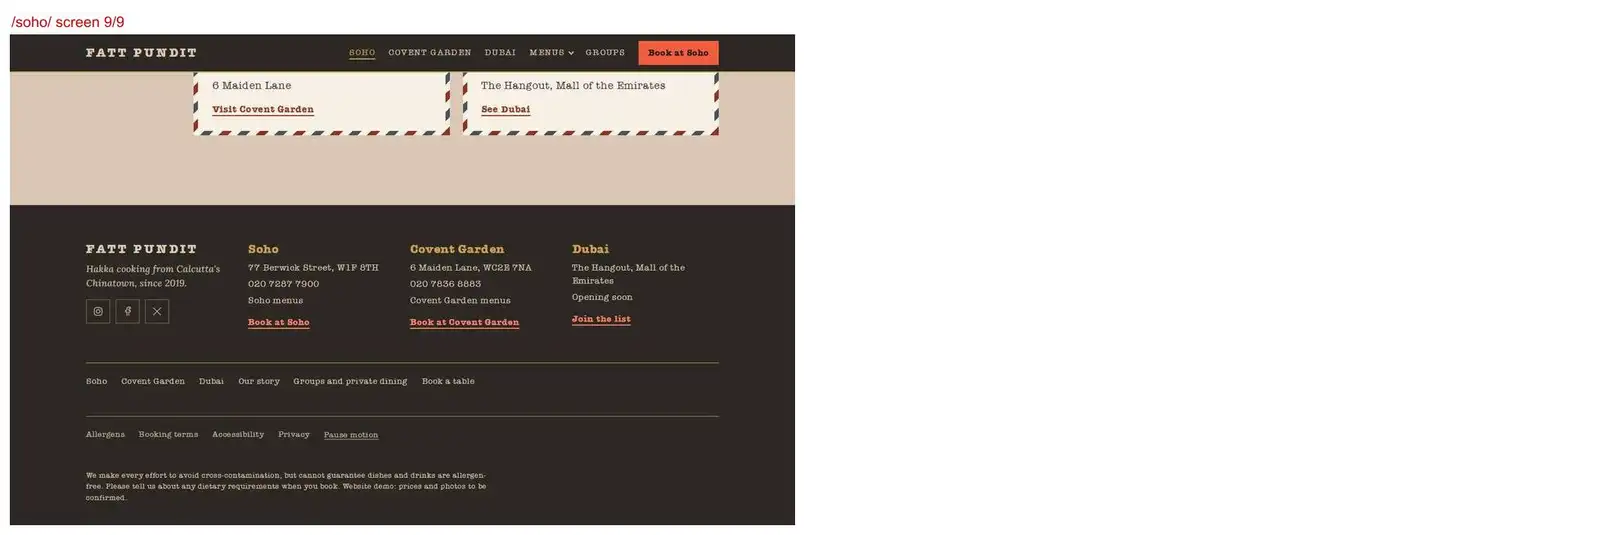 /soho/ screen 9/9
FATT PUNDIT
SOHO
COVENT GARDEN
DUBAI
MENUS
GROUPS
Book at Soho
6 Maiden Lane
Visit Covent Garden
The Hangout, Mall of the Emirates
See Dubai
FATT PUNDIT
Hakka cooking from Calcutta's
Chinatown, since 2019.
Soho
77 Berwick Street, W1F 8TH
020 7287 7900
Soho menus
Book at Soho
Covent Garden
6 Maiden Lane, WC2E 7NA
020 7836 8883
Covent Garden menus
Book at Covent Garden
Dubai
The Hangout, Mall of the
Emirates
Opening soon
Join the list
Soho
Covent Garden
Dubai
Our story
Groups and private dining
Book a table
Allergens
Booking terms
Accessibility
Privacy
Pause motion
We make every effort to avoid cross-contamination, but cannot guarantee dishes and drinks are allergen-
free. Please tell us about any dietary requirements when you book. Website demo: prices and photos to be
confirmed.